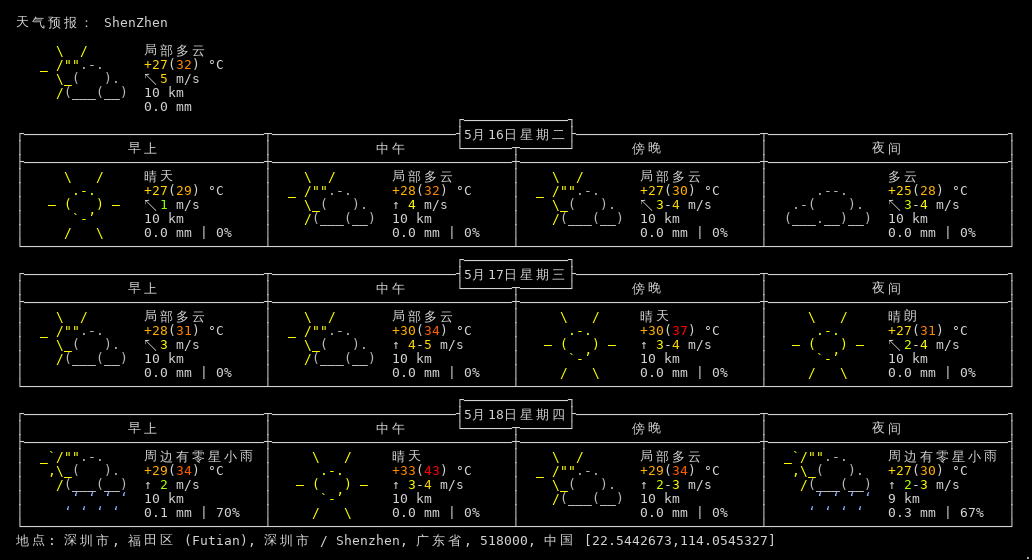 天气预报： ShenZhen
局部多云
+27(32) °C
↖5 m/s
10 km
0.0 mm
5月16日星期二
早上 中午 傍晚 夜间
晴天 局部多云 局部多云 多云
+27(29) °C +28(32) °C +27(30) °C +25(28) °C
↖1 m/s ↑ 4 m/s ↖3-4 m/s ↖3-4 m/s
10 km 10 km 10 km 10 km
0.0 mm | 0% 0.0 mm | 0% 0.0 mm | 0% 0.0 mm | 0%
5月17日星期三
早上 中午 傍晚 夜间
局部多云 局部多云 晴天 晴朗
+28(31) °C +30(34) °C +30(37) °C +27(31) °C
↖3 m/s ↑ 4-5 m/s ↑ 3-4 m/s ↖2-4 m/s
10 km 10 km 10 km 10 km
0.0 mm | 0% 0.0 mm | 0% 0.0 mm | 0% 0.0 mm | 0%
5月18日星期四
早上 中午 傍晚 夜间
周边有零星小雨 晴天 局部多云 周边有零星小雨
+29(34) °C +33(43) °C +29(34) °C +27(30) °C
↑ 2 m/s ↑ 3-4 m/s ↑ 2-3 m/s ↑ 2-3 m/s
10 km 10 km 10 km 9 km
0.1 mm | 70% 0.0 mm | 0% 0.0 mm | 0% 0.3 mm | 67%
地点: 深圳市, 福田区 (Futian), 深圳市 / Shenzhen, 广东省, 518000, 中国 [22.5442673,114.0545327]